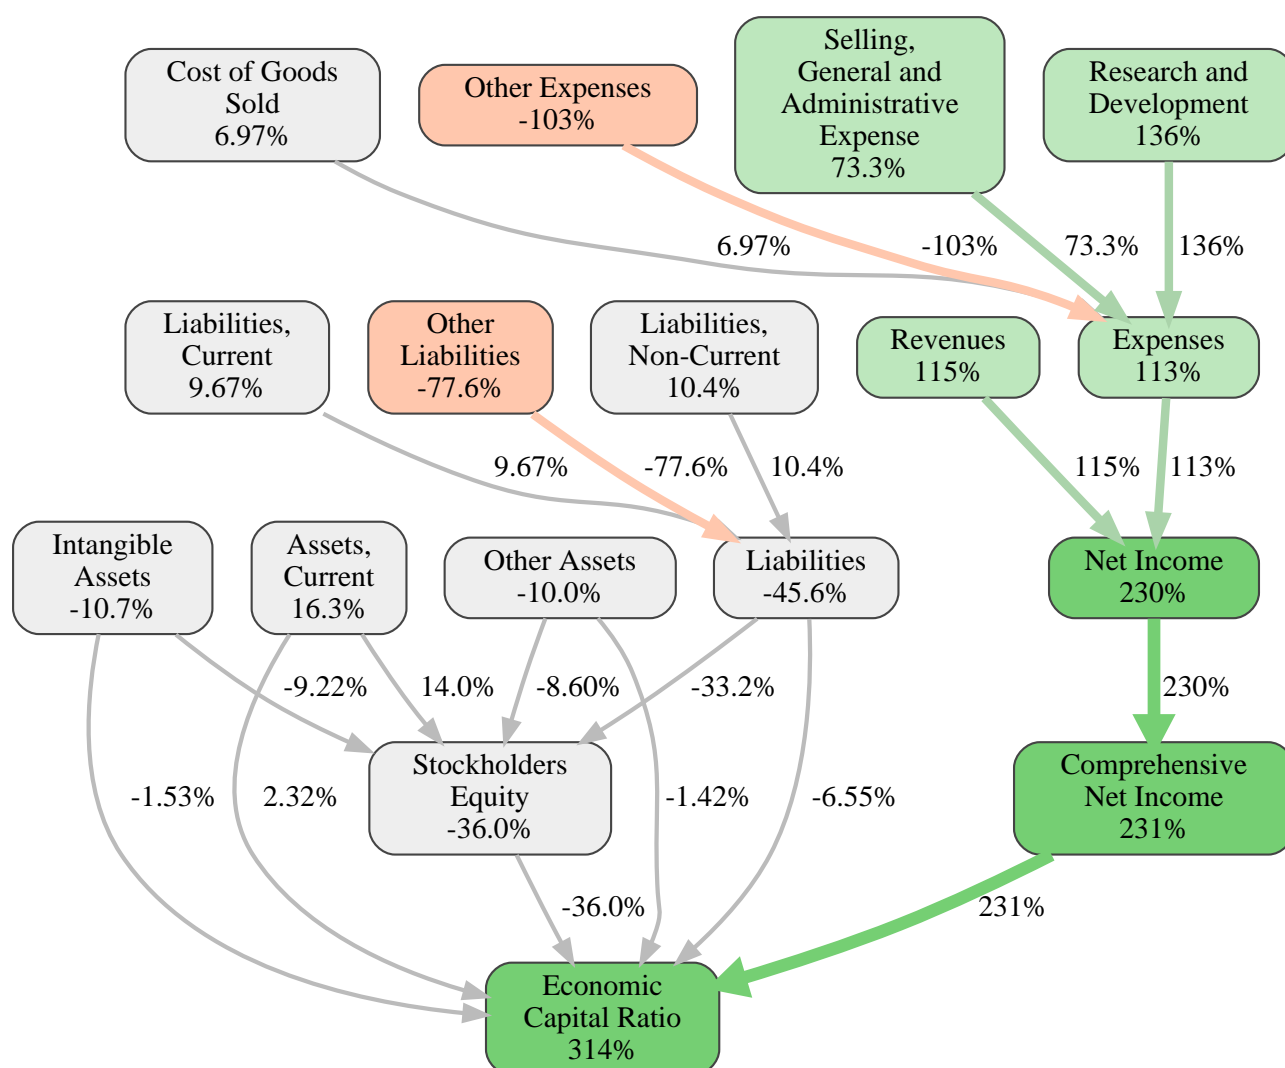 Cost of Goods
Sold
6.97%
Other Expenses
-103%
Selling,
General and
Administrative
Expense
73.3%
Research and
Development
136%
6.97%
-103%
73.3%
136%
Liabilities,
Current
9.67%
Other
Liabilities
-77.6%
Liabilities,
Non-Current
10.4%
Revenues
115%
Expenses
113%
9.67%
-77.6%
10.4%
115%
113%
Intangible
Assets
-10.7%
Assets,
Current
16.3%
Other Assets
-10.0%
Liabilities
-45.6%
Net Income
230%
-9.22%
14.0%
-8.60%
-33.2%
230%
Stockholders
Equity
-36.0%
Comprehensive
Net Income
231%
-1.53%
2.32%
-1.42%
-6.55%
-36.0%
231%
Economic
Capital Ratio
314%